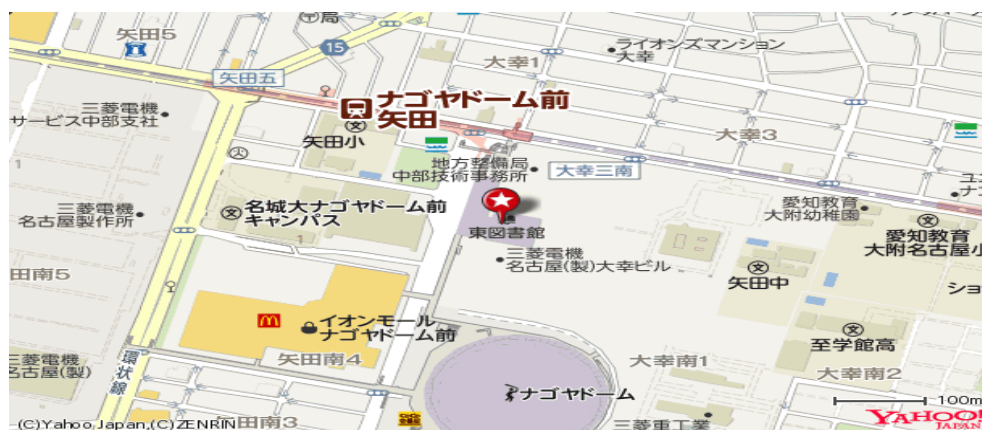 矢田5
局
15
ライオンズマンション
大幸
矢田五
大幸1
三菱電機
サービス中部支社
ナゴヤドーム前
矢田
矢田小
大幸3
1
地方整備局
中部技術事務所
大幸三南
三菱電機
名古屋製作所
名城大ナゴヤドーム前
キャンパス
東図書館
愛知教育
大附幼稚園
愛知教育
大附名古屋小
三菱電機
名古屋(製)大幸ビル
矢田中
田南5
ショ
イオンモール
ナゴヤドーム前
至学館高
三菱電機
名古屋(製)
環状線
矢田南4
大幸南1
大幸南2
1
ナゴヤドーム
100m
矢田南3
三菱重工業
(C)Yahoo Japan,(C)ZENRIN
YAHOO!
JAPAN